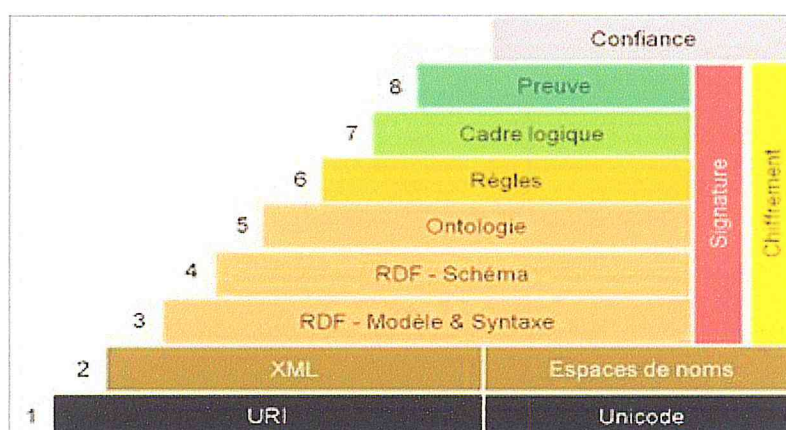 Confiance
8 Preuve
7 Cadre logique
6 Règles
5 Ontologie
4 RDF - Schéma
3 RDF - Modèle & Syntaxe
2 XML Espaces de noms
1 URI Unicode
Signature
Chiffrement